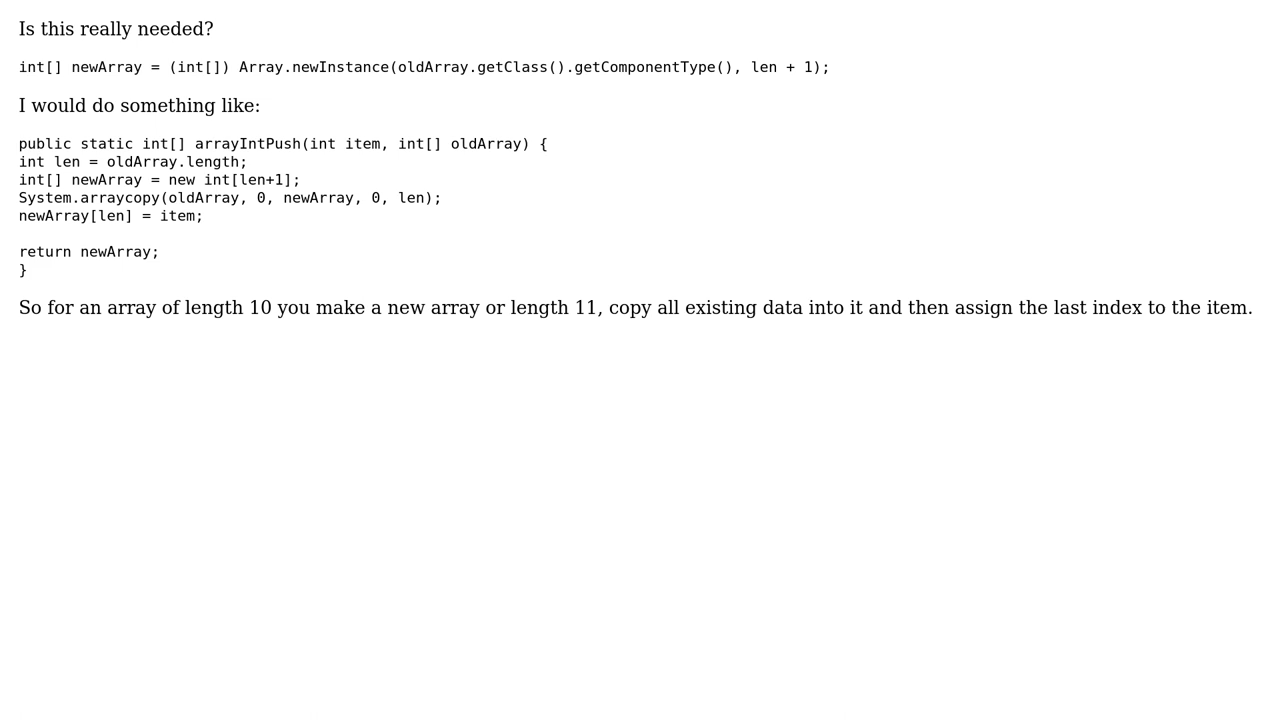 Is this really needed?
int[] newArray = (int[]) Array.newInstance(oldArray.getClass().getComponentType(), len + 1);
I would do something like:
public static int[] arrayIntPush(int item, int[] oldArray) {
int len = oldArray.length;
int[] newArray = new int[len+1];
System.arraycopy(oldArray, 0, newArray, 0, len);
newArray[len] = item;
return newArray;
}
So for an array of length 10 you make a new array or length 11, copy all existing data into it and then assign the last index to the item.